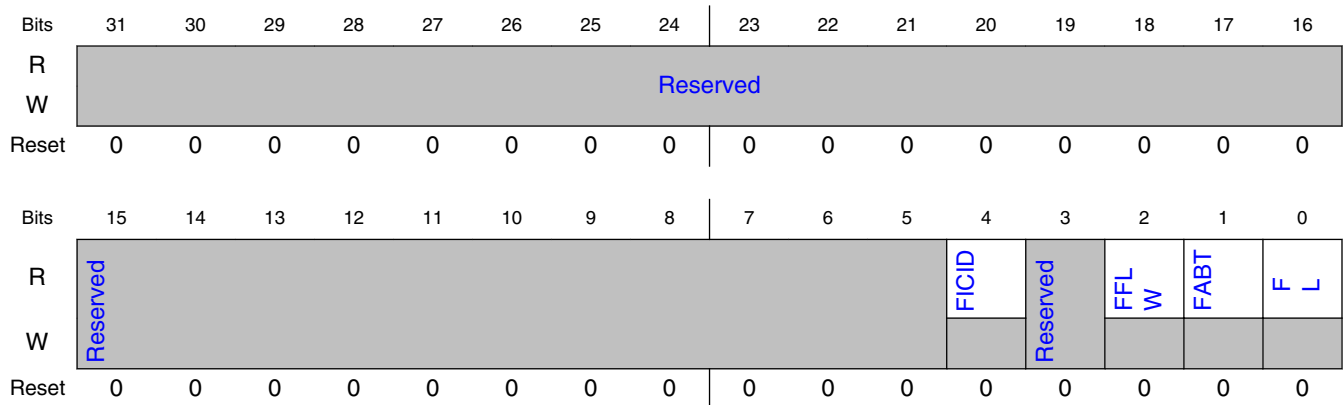 Bits 31 30 29 28 27 26 25 24 23 22 21 20 19 18 17 16
R
Reserved
W
Reset 0 0 0 0 0 0 0 0 0 0 0 0 0 0 0 0
Bits 15 14 13 12 11 10 9 8 7 6 5 4 3 2 1 0
R
Reserved
FICID
Reserved
FFL
W
FABT
F
L
W
Reset 0 0 0 0 0 0 0 0 0 0 0 0 0 0 0 0